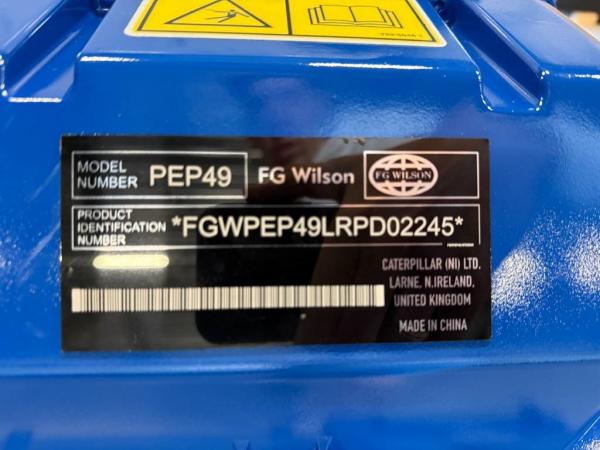 MODEL
NUMBER
PEP49
FG Wilson
FG WILSON
PRODUCT
IDENTIFICATION
NUMBER
*FGWPEP49LRPD02245*
CATERPILLAR (NI) LTD.
LARNE, N.IRELAND,
UNITED KINGDOM
MADE IN CHINA